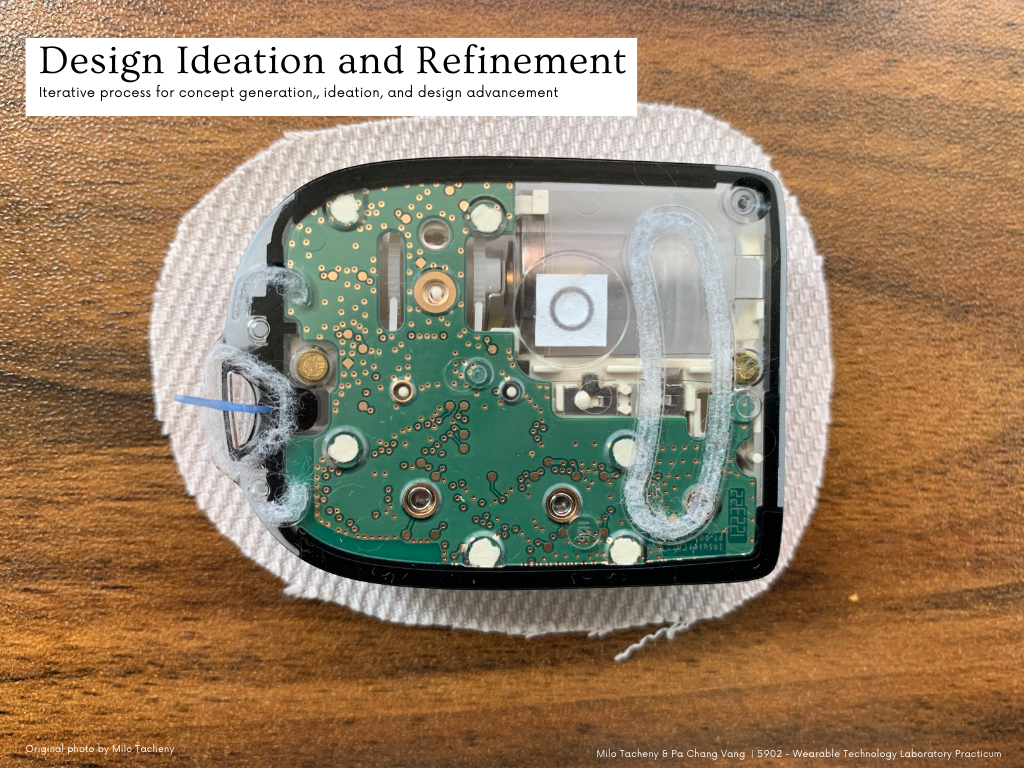 Design Ideation and Refinement
Iterative process for concept generation,, ideation, and design advancement
Original photo by Milo Tacheny
Milo Tacheny & Pa Chang Vang | 5902 - Wearable Technology Laboratory Practicum